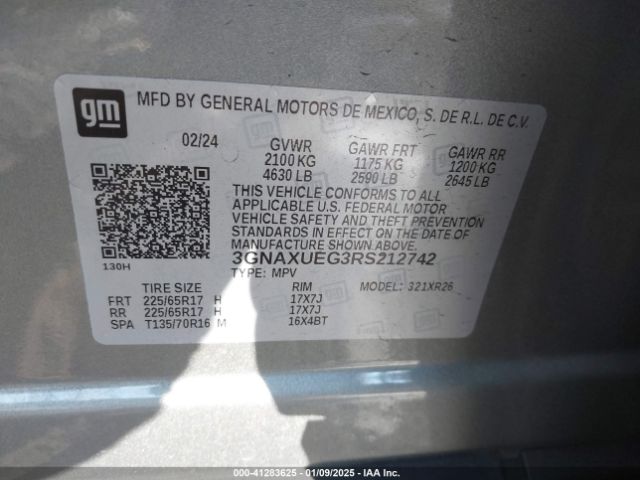 gm
MFD BY GENERAL MOTORS DE MEXICO, S. DE R.L. DE C.V.
02/24 GVWR GAWR FRT GAWR RR
2100 KG 1175 KG 1200 KG
4630 LB 2590 LB 2645 LB
THIS VEHICLE CONFORMS TO ALL
APPLICABLE U.S. FEDERAL MOTOR
VEHICLE SAFETY AND THEFT PREVENTION
STANDARDS IN EFFECT ON THE DATE OF
MANUFACTURE SHOWN ABOVE.
3GNAXUEG3RS212742
130H
TYPE: MPV
TIRE SIZE RIM MODEL: 321XR26
FRT 225/65R17 H 17X7J
RR 225/65R17 H 17X7J
SPA T135/70R16 M 16X4BT
000-41283625 - 01/09/2025 - IAA Inc.